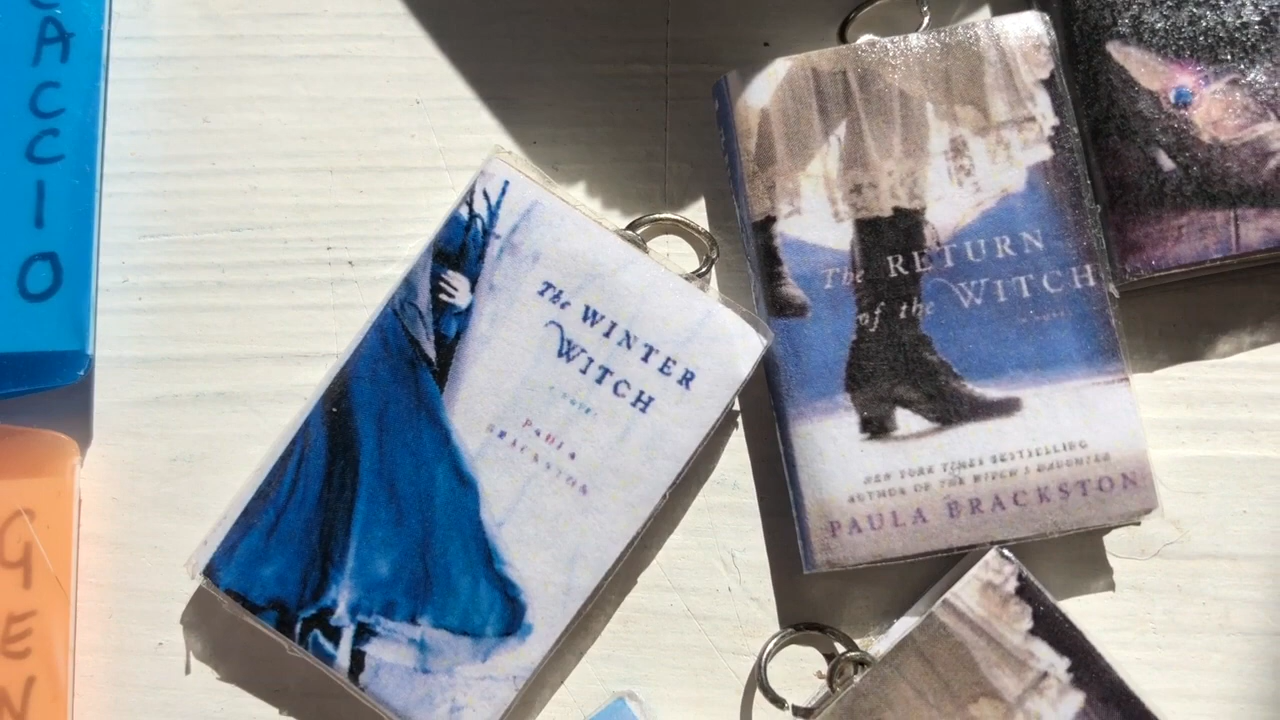 ACCIO
GEN
The WINTER
WITCH
PAULA
BRACKSTON
The RETURN
of the WITCH
NEW YORK TIMES BESTSELLING
AUTHOR OF THE WITCH'S DAUGHTER
PAULA BRACKSTON